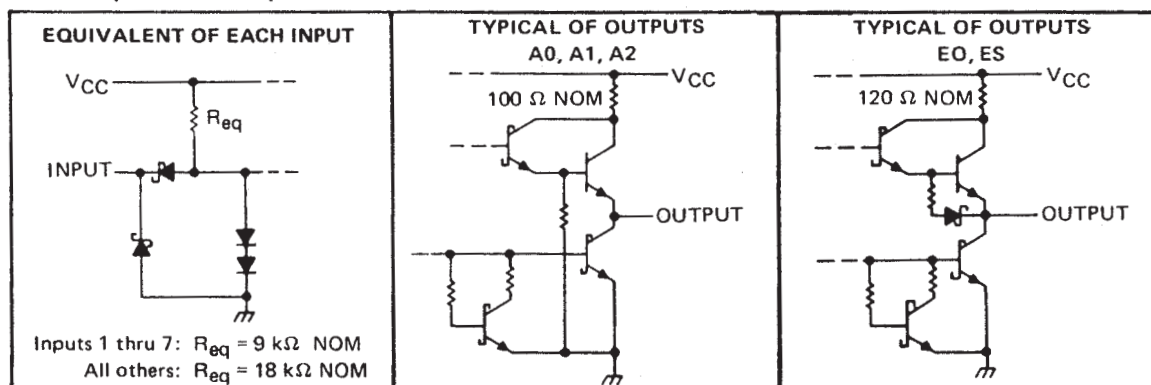 EQUIVALENT OF EACH INPUT
VCC
Req
INPUT
Inputs 1 thru 7: Req = 9 kΩ NOM
All others: Req = 18 kΩ NOM
TYPICAL OF OUTPUTS
A0, A1, A2
VCC
100 Ω NOM
OUTPUT
TYPICAL OF OUTPUTS
EO, ES
VCC
120 Ω NOM
OUTPUT